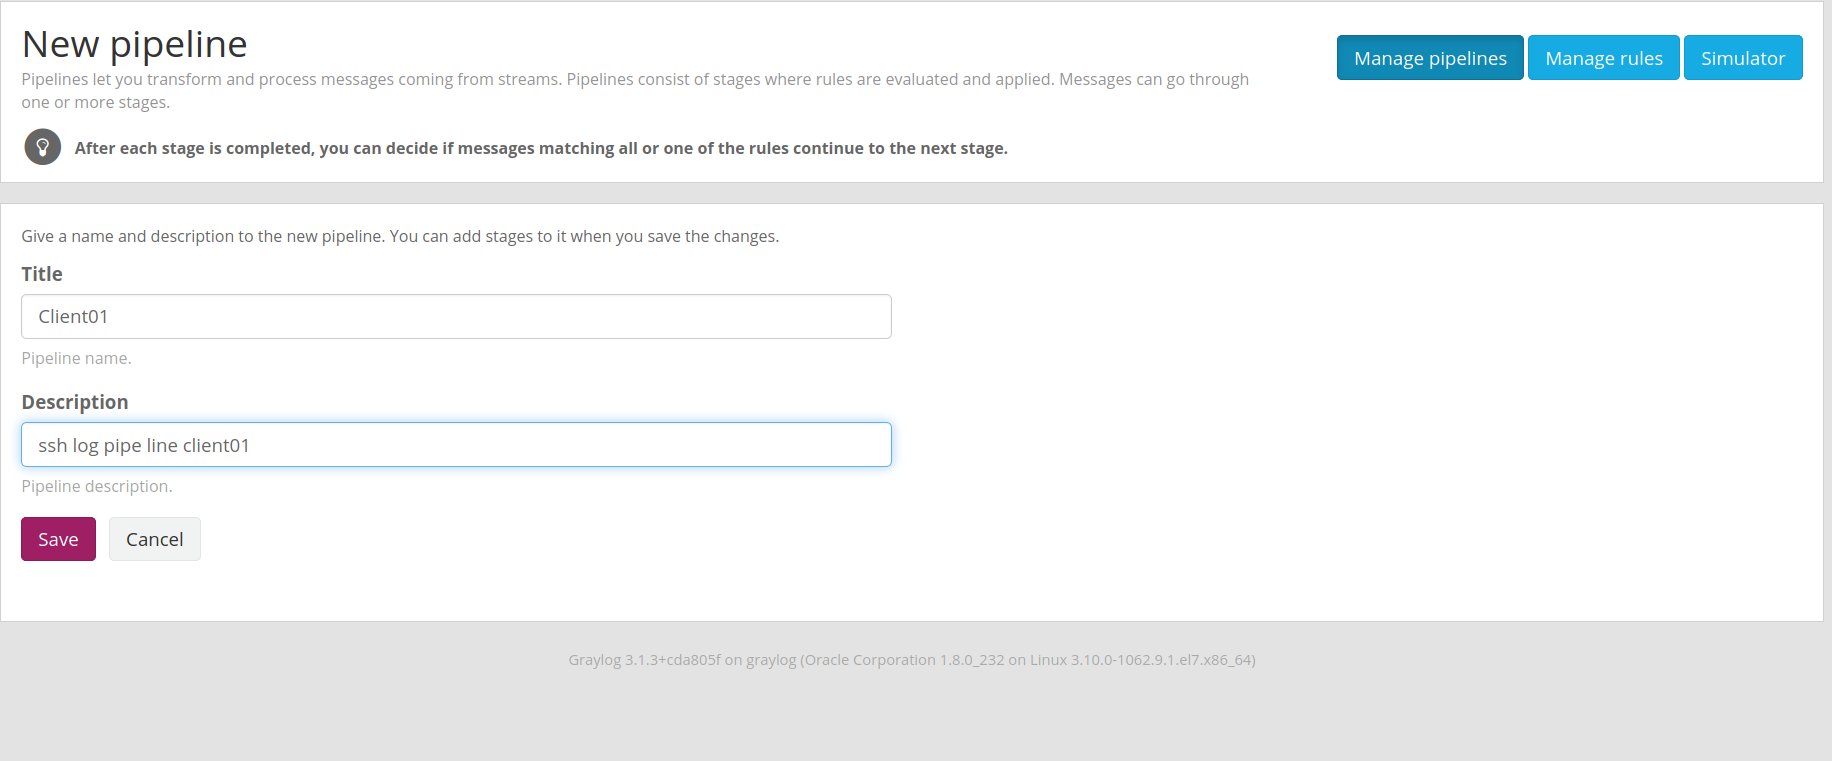 New pipeline
Pipelines let you transform and process messages coming from streams. Pipelines consist of stages where rules are evaluated and applied. Messages can go through
one or more stages.
After each stage is completed, you can decide if messages matching all or one of the rules continue to the next stage.
Manage pipelines
Manage rules
Simulator
Give a name and description to the new pipeline. You can add stages to it when you save the changes.
Title
Client01
Pipeline name.
Description
ssh log pipe line client01
Pipeline description.
Save
Cancel
Graylog 3.1.3+cda805f on graylog (Oracle Corporation 1.8.0_232 on Linux 3.10.0-1062.9.1.el7.x86_64)